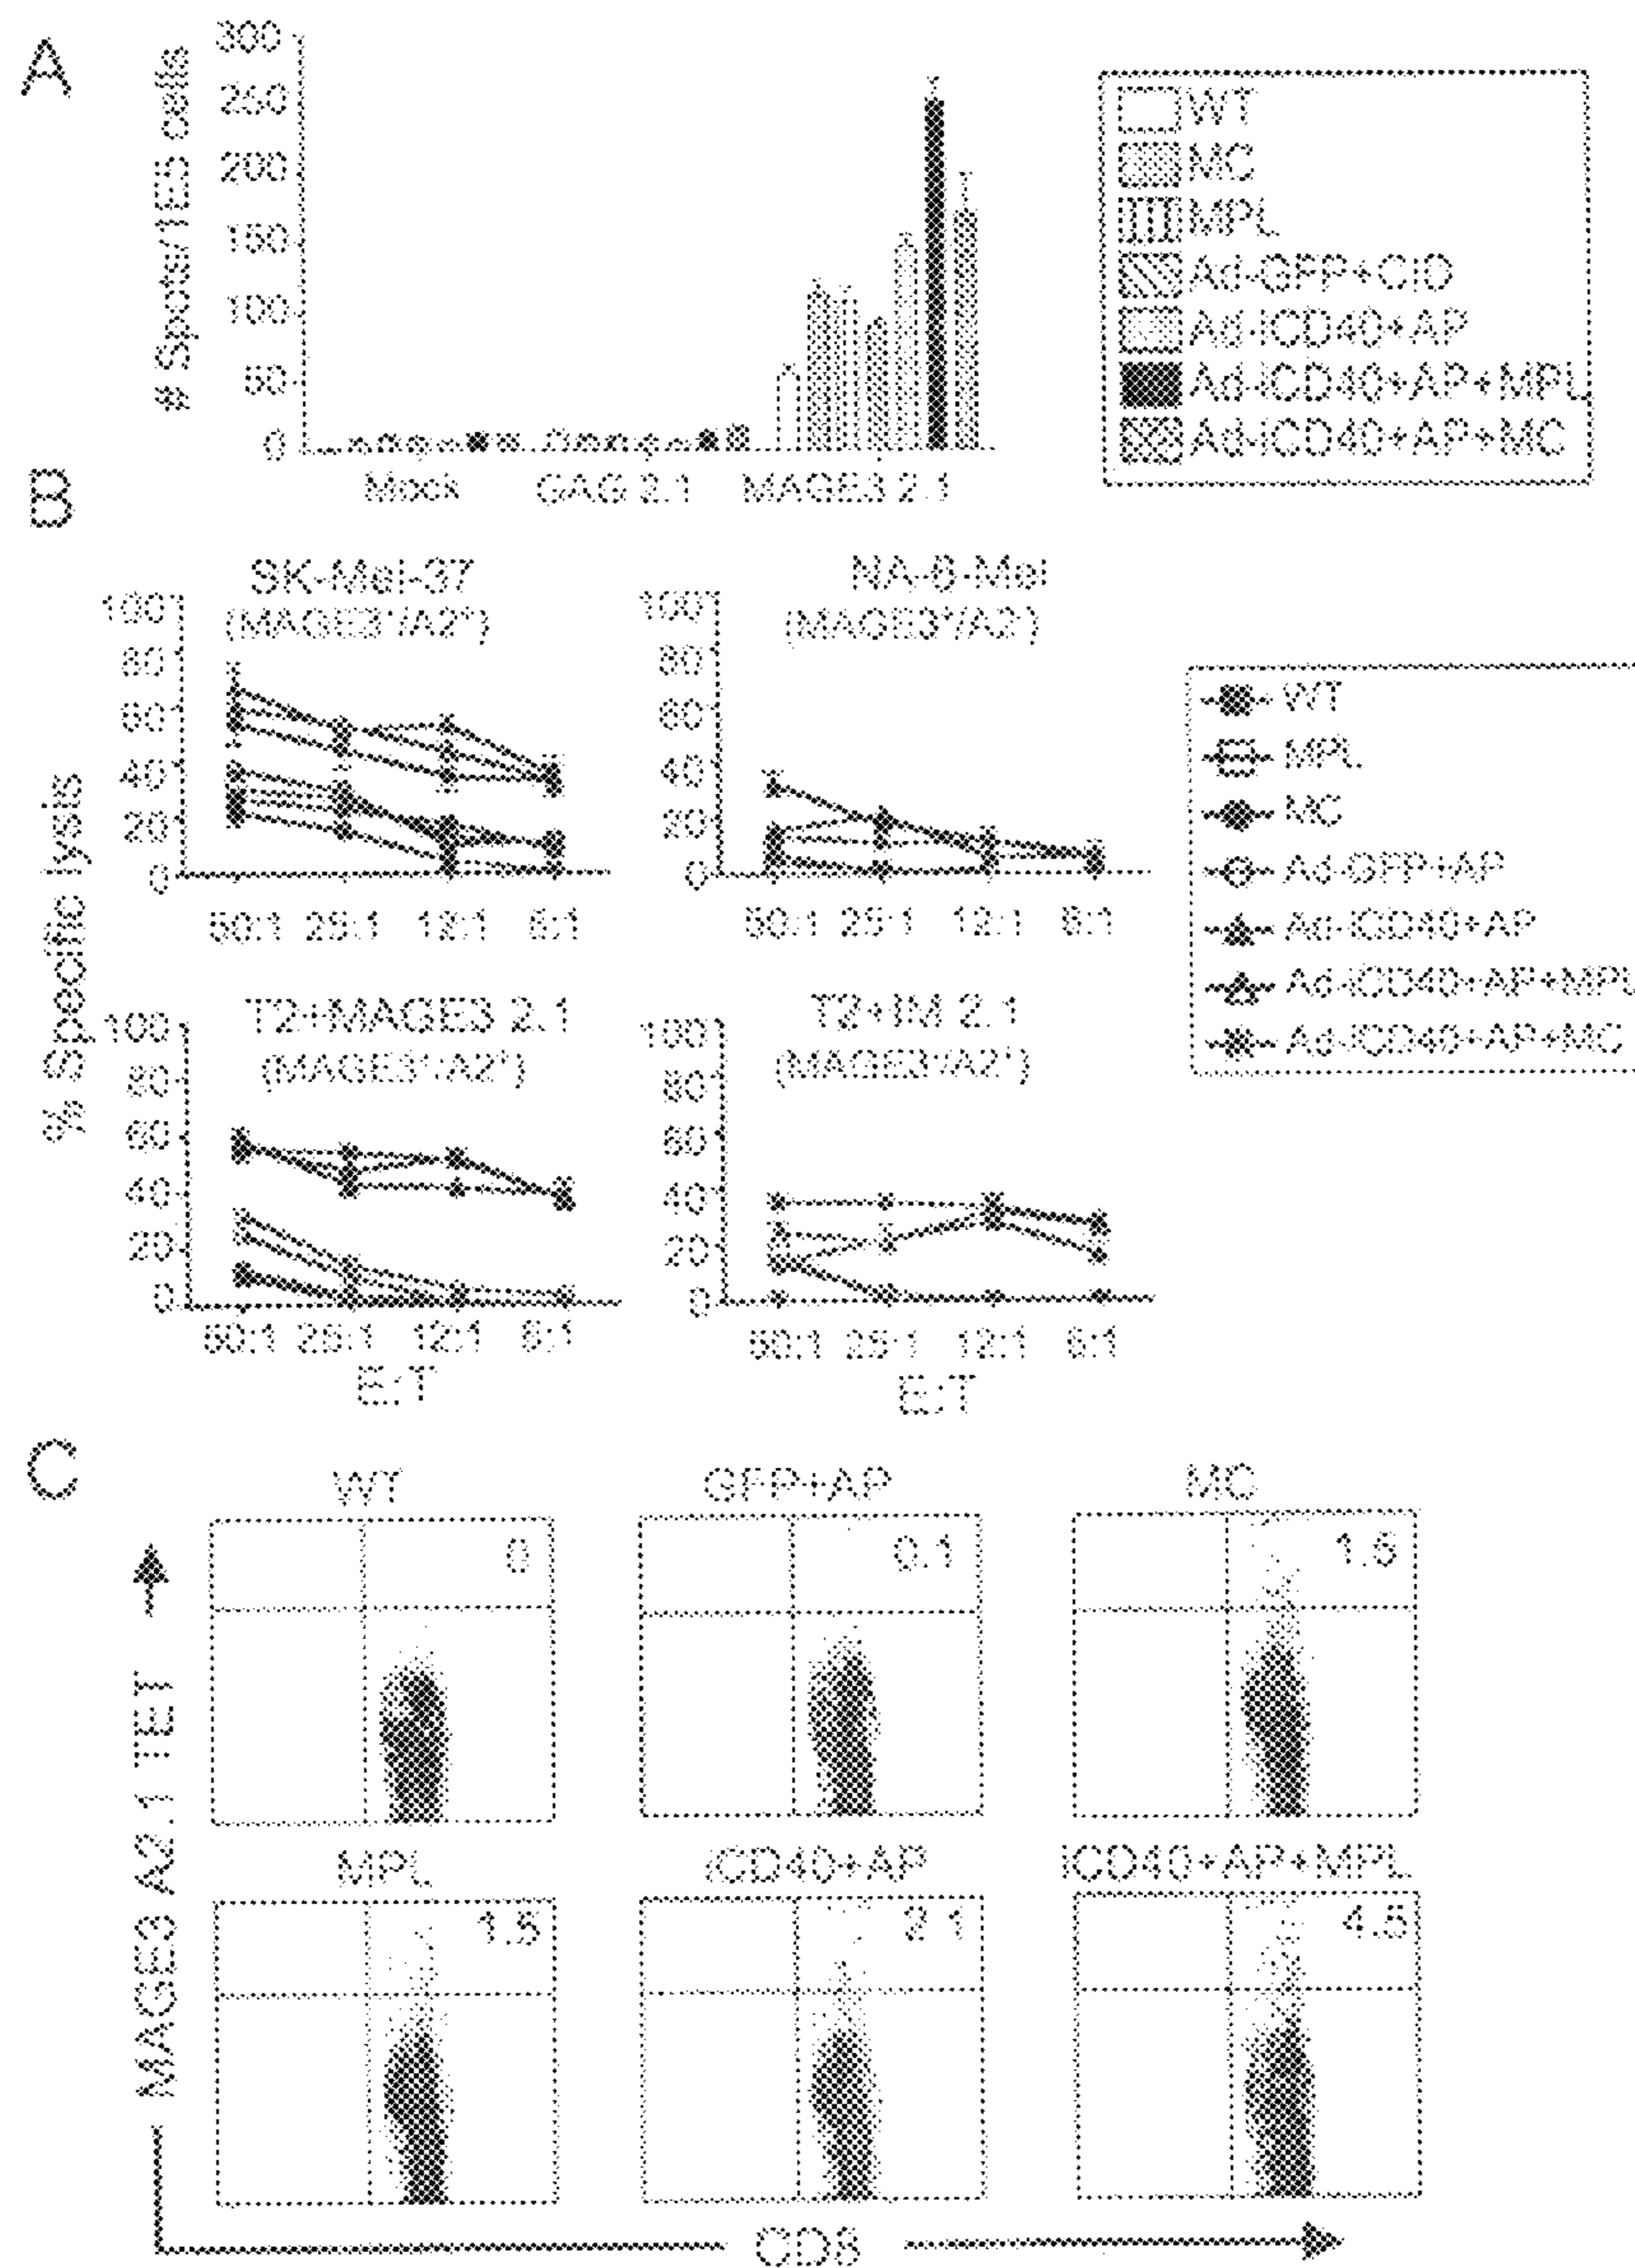 A
# Spots/1E5 cells
300
250
200
150
100
50
0
Mock GAG 2.1 MAGE3 2.1
WT
MC
MPL
Ad-GFP+CID
Ad-iCD40+AP
Ad-iCD40+AP+MPL
Ad-iCD40+AP+MC
B
% Specific lysis
SK-Mel-37
(MAGE3+/A2+)
100
80
60
40
20
0
50:1 25:1 12:1 6:1
NA-6-Mel
(MAGE3+/A2-)
100
80
60
40
20
0
50:1 25:1 12:1 6:1
WT
MPL
MC
Ad-GFP+AP
Ad-iCD40+AP
Ad-iCD40+AP+MPL
Ad-iCD40+AP+MC
T2+MAGE3 2.1
(MAGE3+/A2+)
100
80
60
40
20
0
50:1 25:1 12:1 6:1
E:T
T2+IM 2.1
(MAGE3-/A2+)
100
80
60
40
20
0
50:1 25:1 12:1 6:1
E:T
C
MAGE3 A2.1 TET
WT
0
GFP+AP
0.1
MC
1.5
MPL
1.5
iCD40+AP
2.1
iCD40+AP+MPL
4.5
CD8